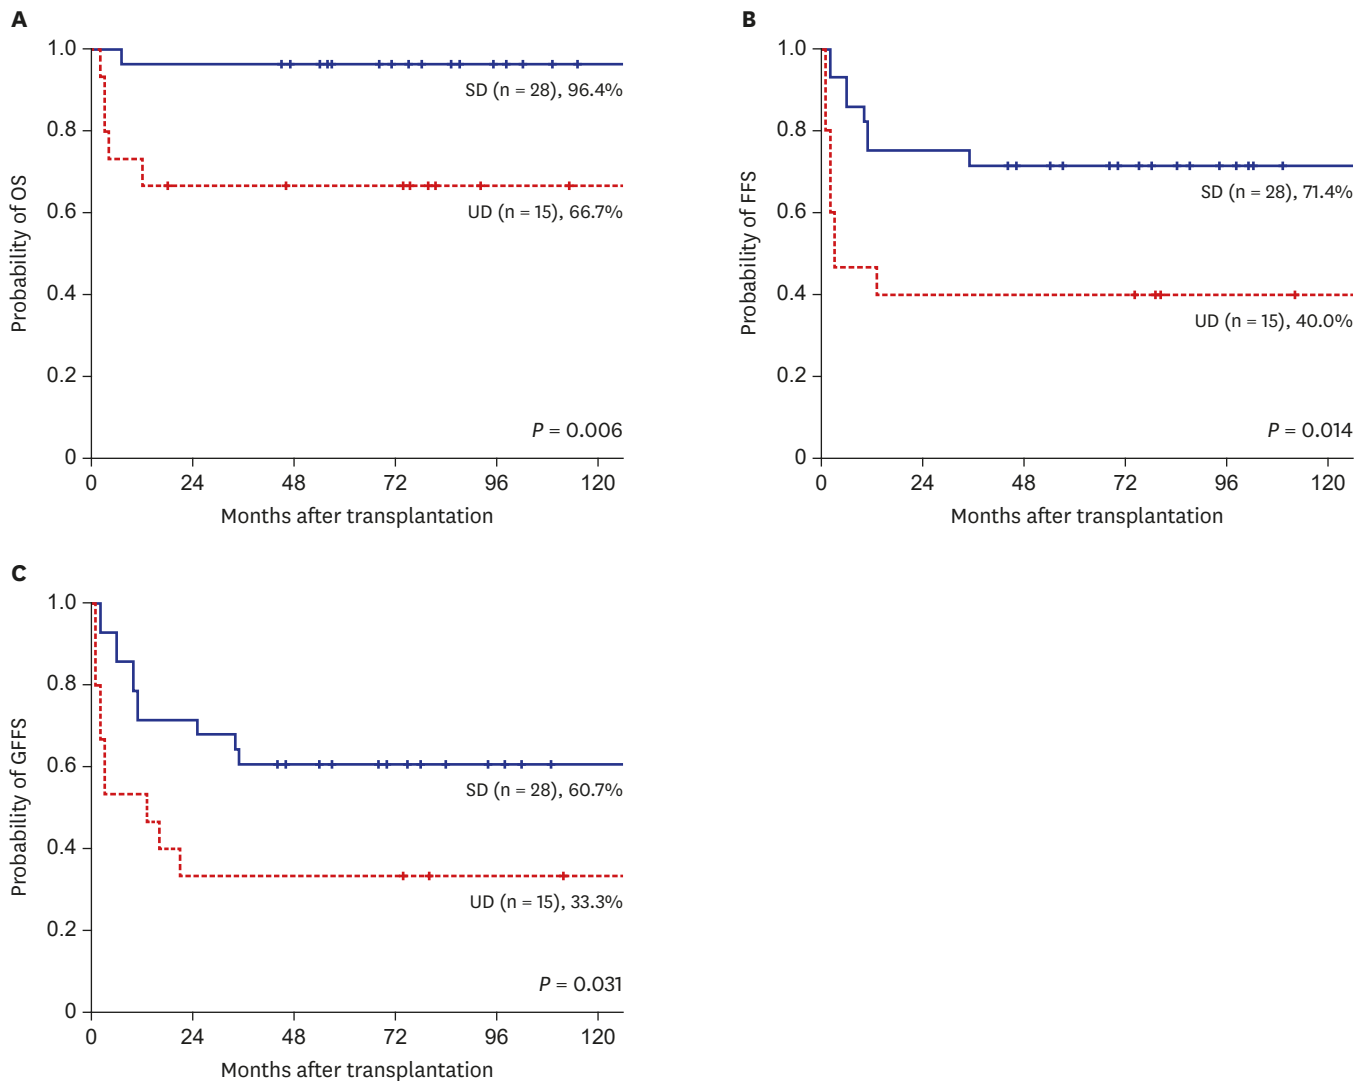 A
Probability of OS
1.0
0.8
0.6
0.4
0.2
0
SD (n = 28), 96.4%
UD (n = 15), 66.7%
P = 0.006
0 24 48 72 96 120
Months after transplantation
B
Probability of FFS
1.0
0.8
0.6
0.4
0.2
0
SD (n = 28), 71.4%
UD (n = 15), 40.0%
P = 0.014
0 24 48 72 96 120
Months after transplantation
C
Probability of GFFS
1.0
0.8
0.6
0.4
0.2
0
SD (n = 28), 60.7%
UD (n = 15), 33.3%
P = 0.031
0 24 48 72 96 120
Months after transplantation